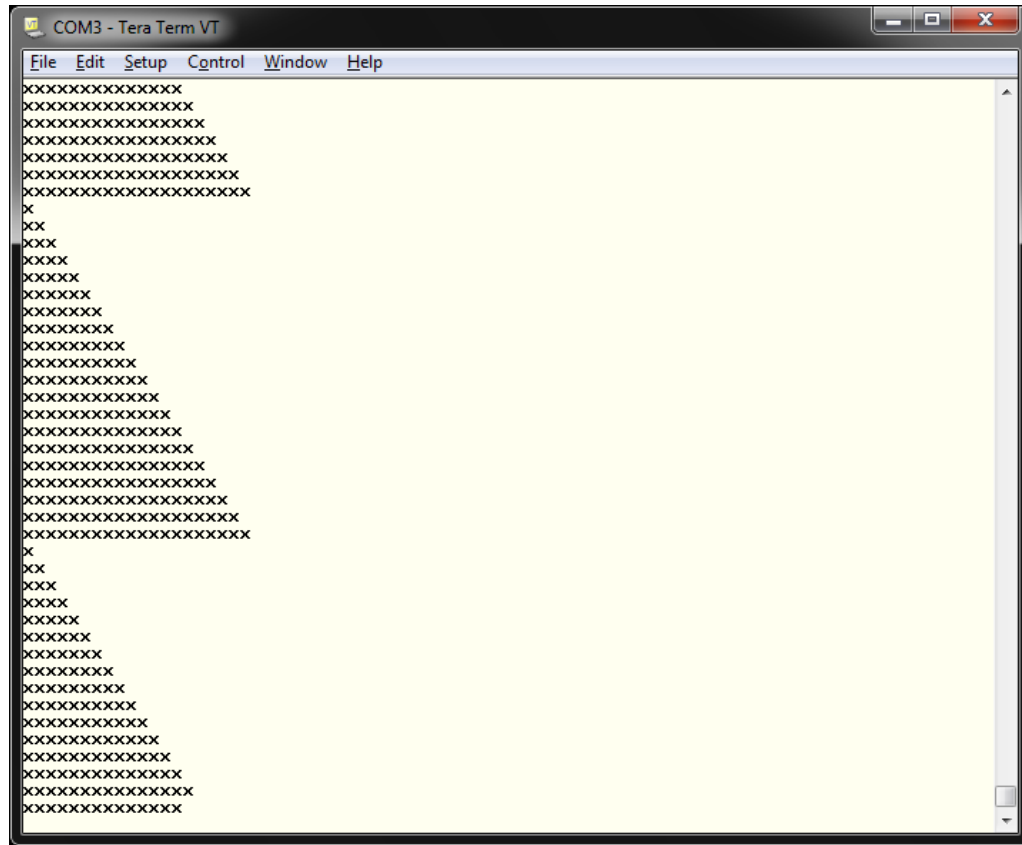 COM3 - Tera Term VT
File Edit Setup Control Window Help
xxxxxxxxxxxxxx
xxxxxxxxxxxxxxx
xxxxxxxxxxxxxxxx
xxxxxxxxxxxxxxxxx
xxxxxxxxxxxxxxxxxx
xxxxxxxxxxxxxxxxxxx
xxxxxxxxxxxxxxxxxxxx
x
xx
xxx
xxxx
xxxxx
xxxxxx
xxxxxxx
xxxxxxxx
xxxxxxxxx
xxxxxxxxxx
xxxxxxxxxxx
xxxxxxxxxxxx
xxxxxxxxxxxxx
xxxxxxxxxxxxxx
xxxxxxxxxxxxxxx
xxxxxxxxxxxxxxxx
xxxxxxxxxxxxxxxxx
xxxxxxxxxxxxxxxxxx
xxxxxxxxxxxxxxxxxxx
xxxxxxxxxxxxxxxxxxxx
x
xx
xxx
xxxx
xxxxx
xxxxxx
xxxxxxx
xxxxxxxx
xxxxxxxxx
xxxxxxxxxx
xxxxxxxxxxx
xxxxxxxxxxxx
xxxxxxxxxxxxx
xxxxxxxxxxxxxx
xxxxxxxxxxxxxxx
xxxxxxxxxxxxxx